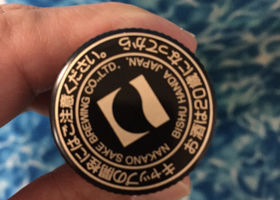 お酒は20歳になってから。
キャップの開栓にはご注意ください。
NAKANO SAKE BREWING CO.,LTD.
HANDA JAPAN.